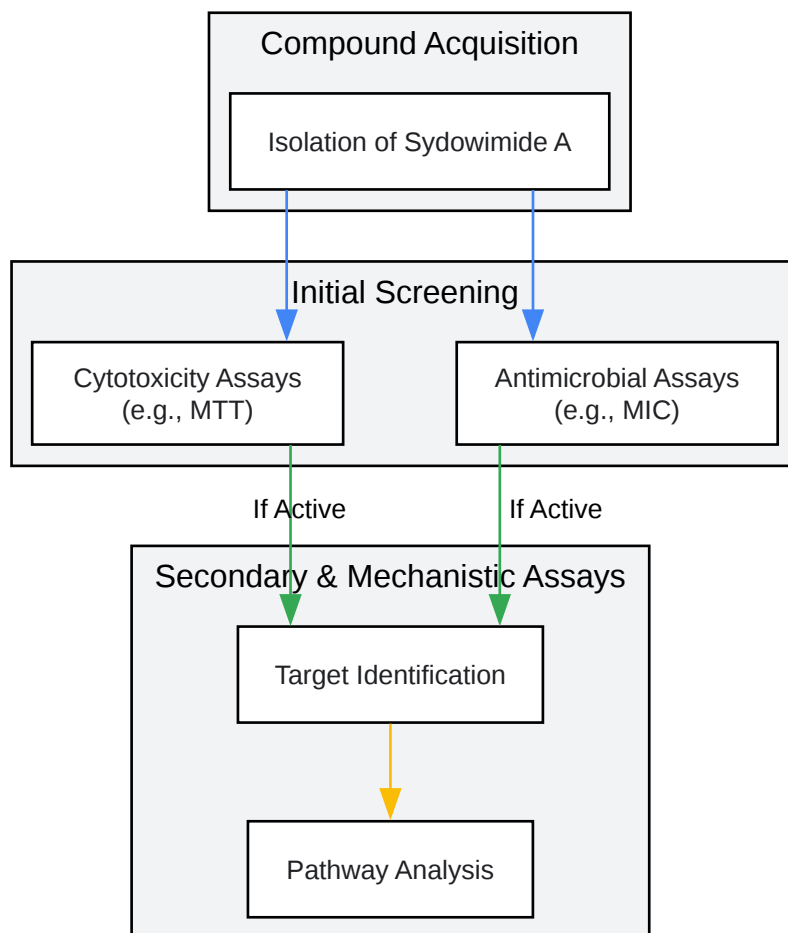 Compound Acquisition
Isolation of Sydowimide A
Initial Screening
Cytotoxicity Assays
(e.g., MTT)
Antimicrobial Assays
(e.g., MIC)
If Active
If Active
Secondary & Mechanistic Assays
Target Identification
Pathway Analysis